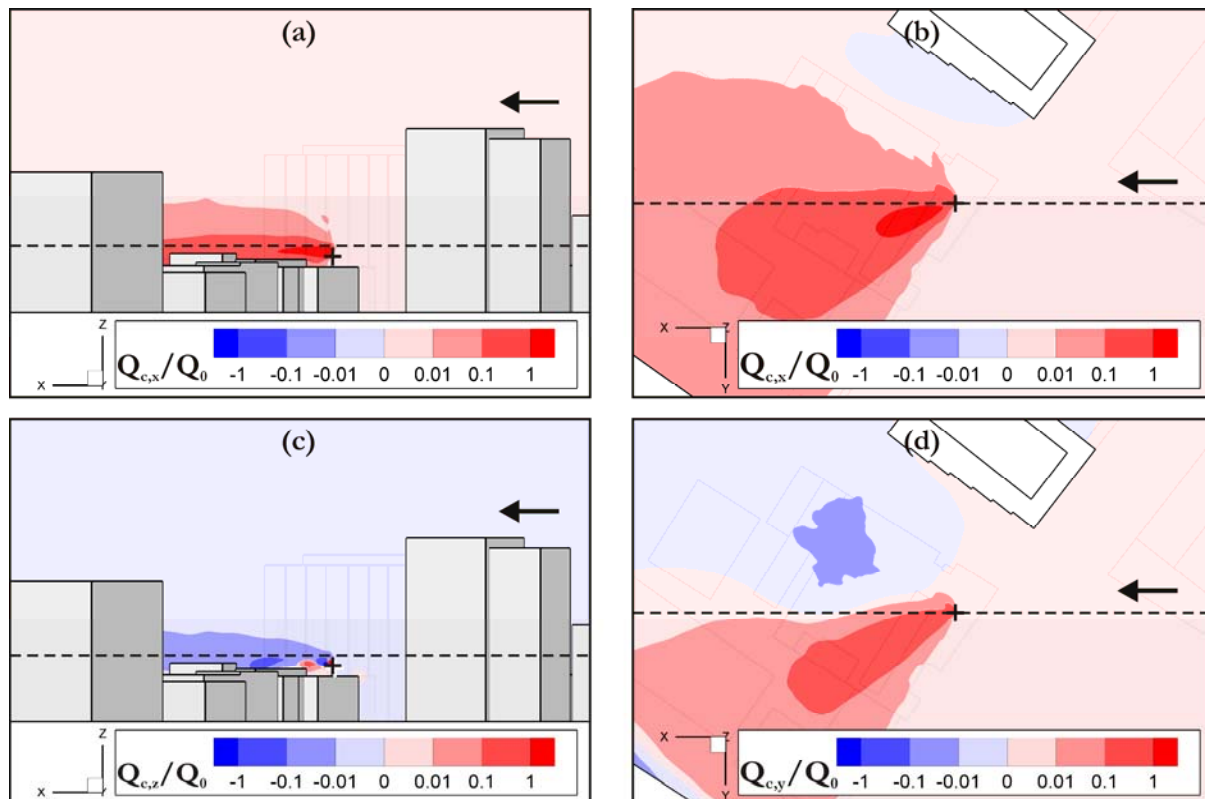 (a)
Z
X
Y
Q_c,x/Q_0
-1 -0.1 -0.01 0 0.01 0.1 1
(b)
X Z
Y
Q_c,x/Q_0
-1 -0.1 -0.01 0 0.01 0.1 1
(c)
Z
X
Y
Q_c,z/Q_0
-1 -0.1 -0.01 0 0.01 0.1 1
(d)
X Z
Y
Q_c,y/Q_0
-1 -0.1 -0.01 0 0.01 0.1 1